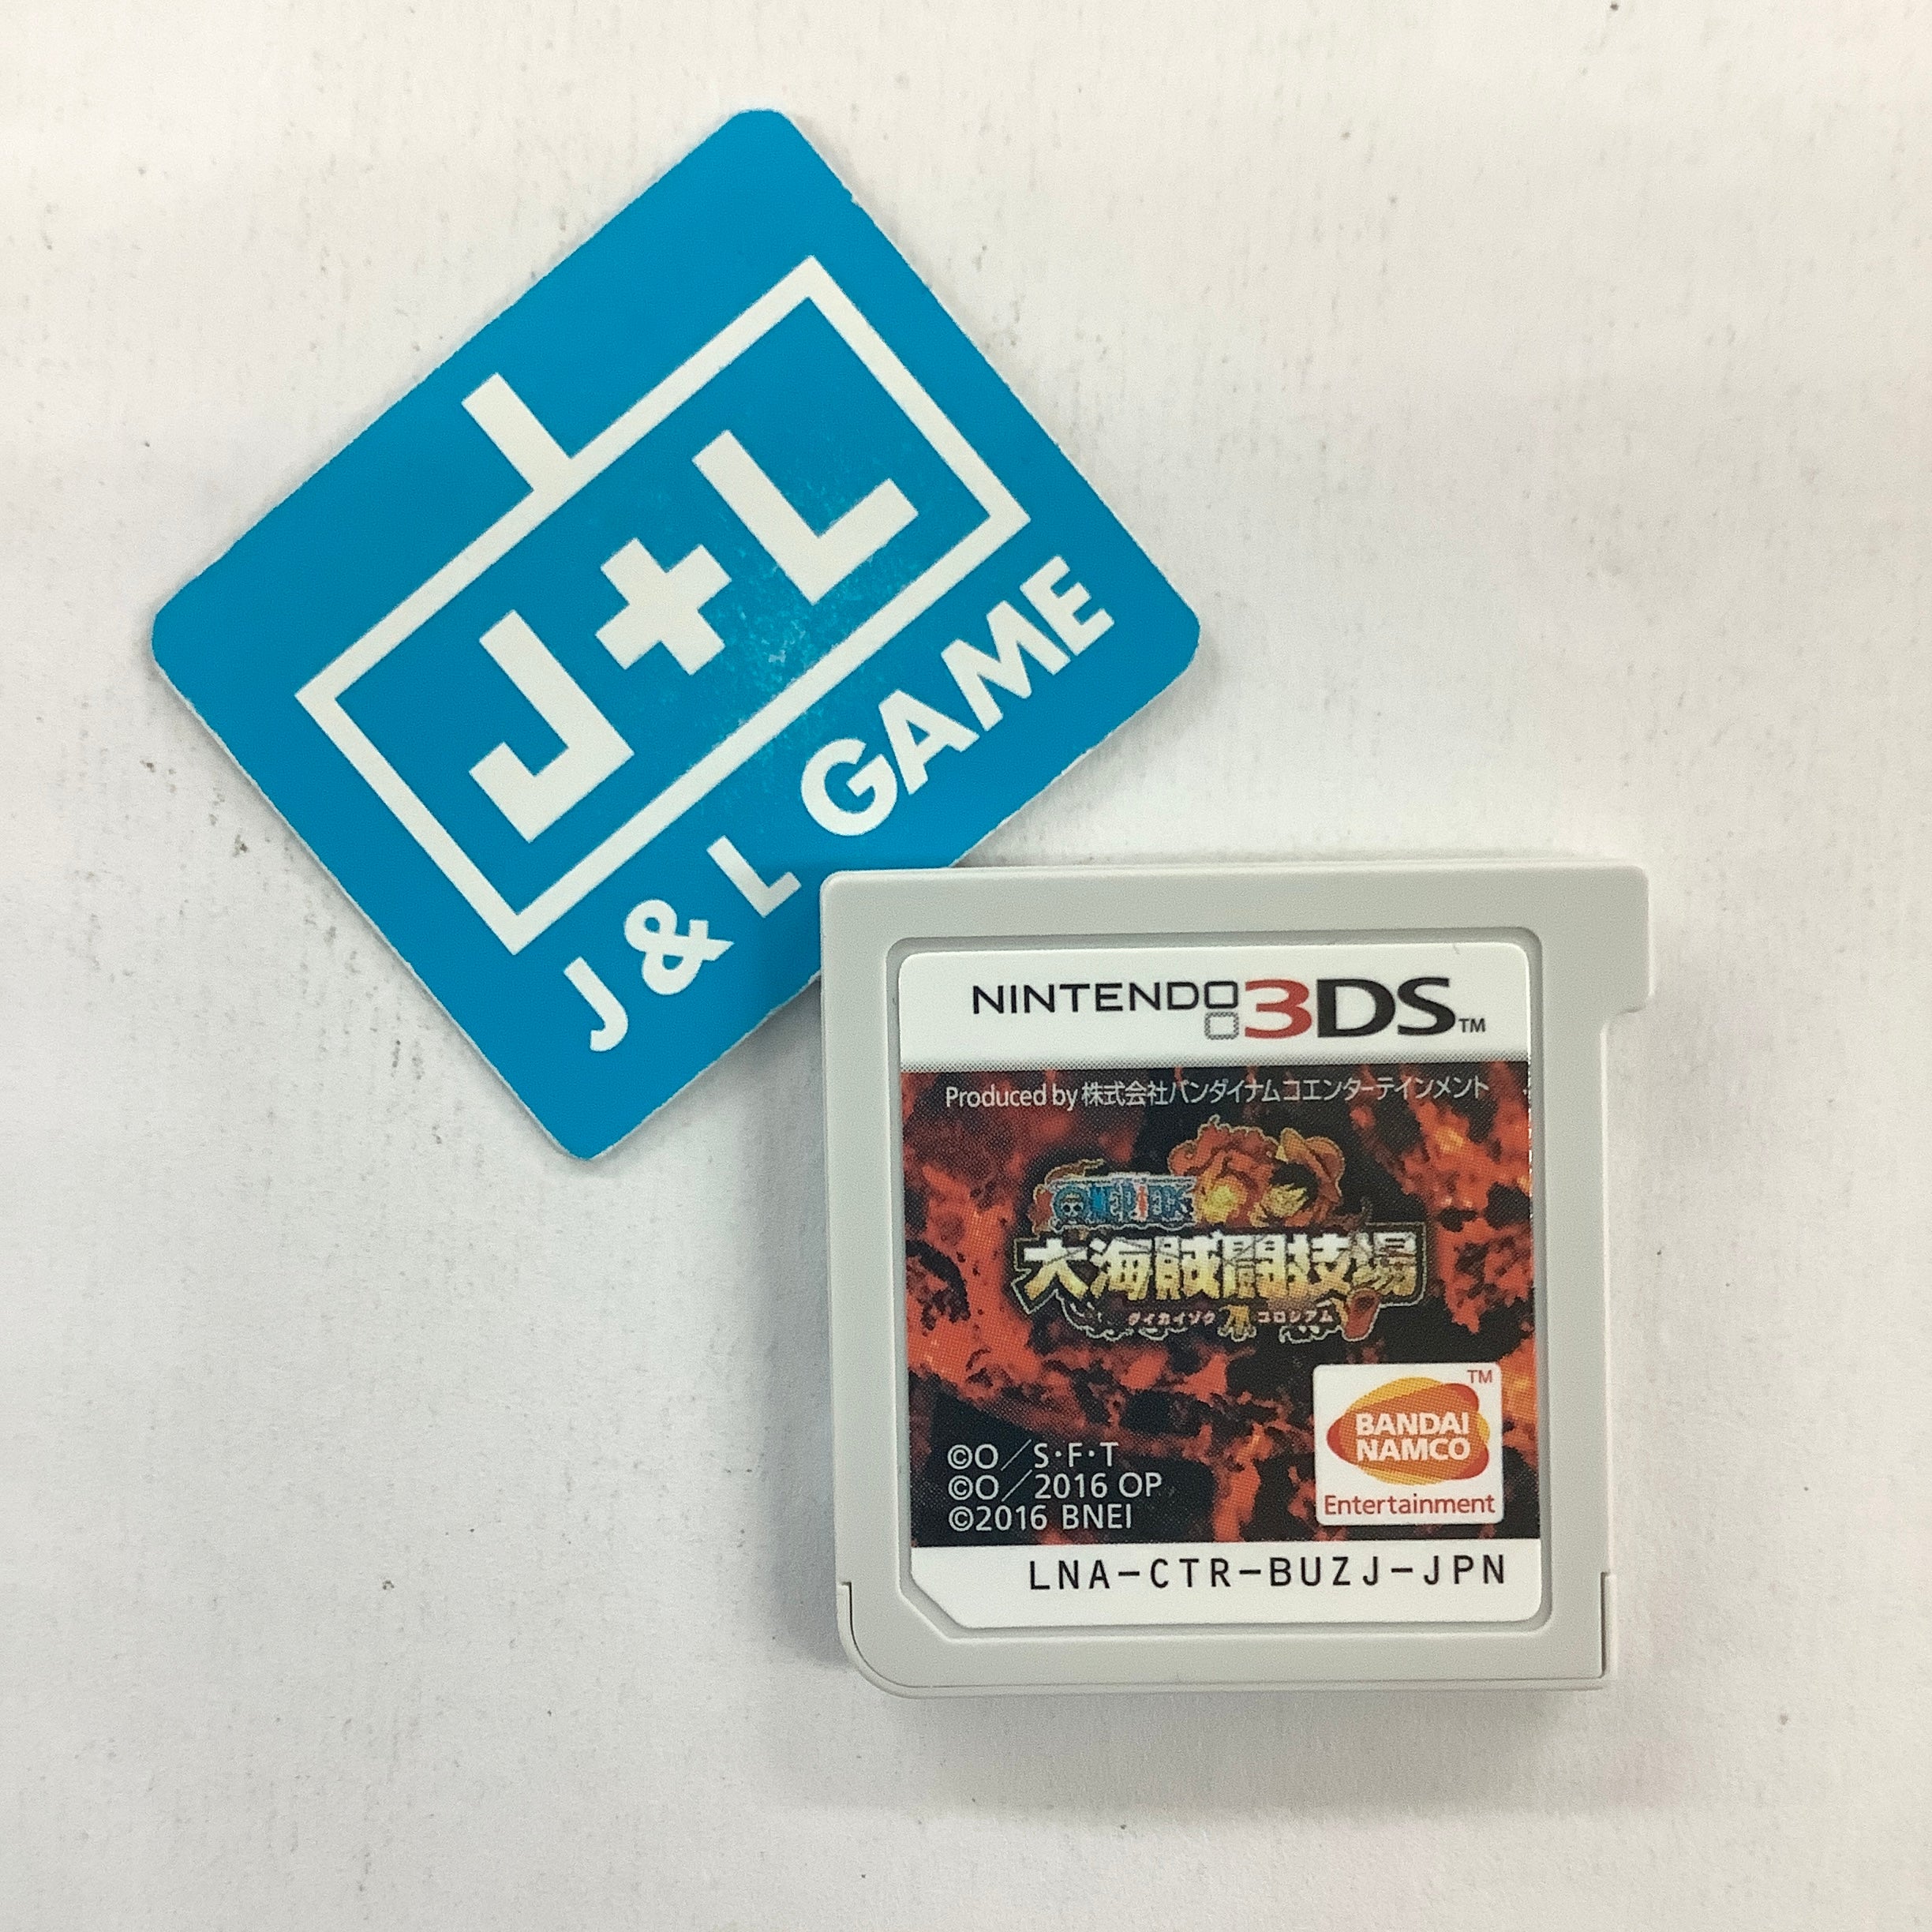 J+L
J & L GAME
NINTENDO 3DS™
Produced by 株式会社バンダイナムコエンターテインメント
ONE PIECE
大海賊闘技場
ダイカイゾク コロシアム
TM
BANDAI
NAMCO
Entertainment
©O／S・F・T
©O／2016 OP
©2016 BNEI
LNA-CTR-BUZJ-JPN